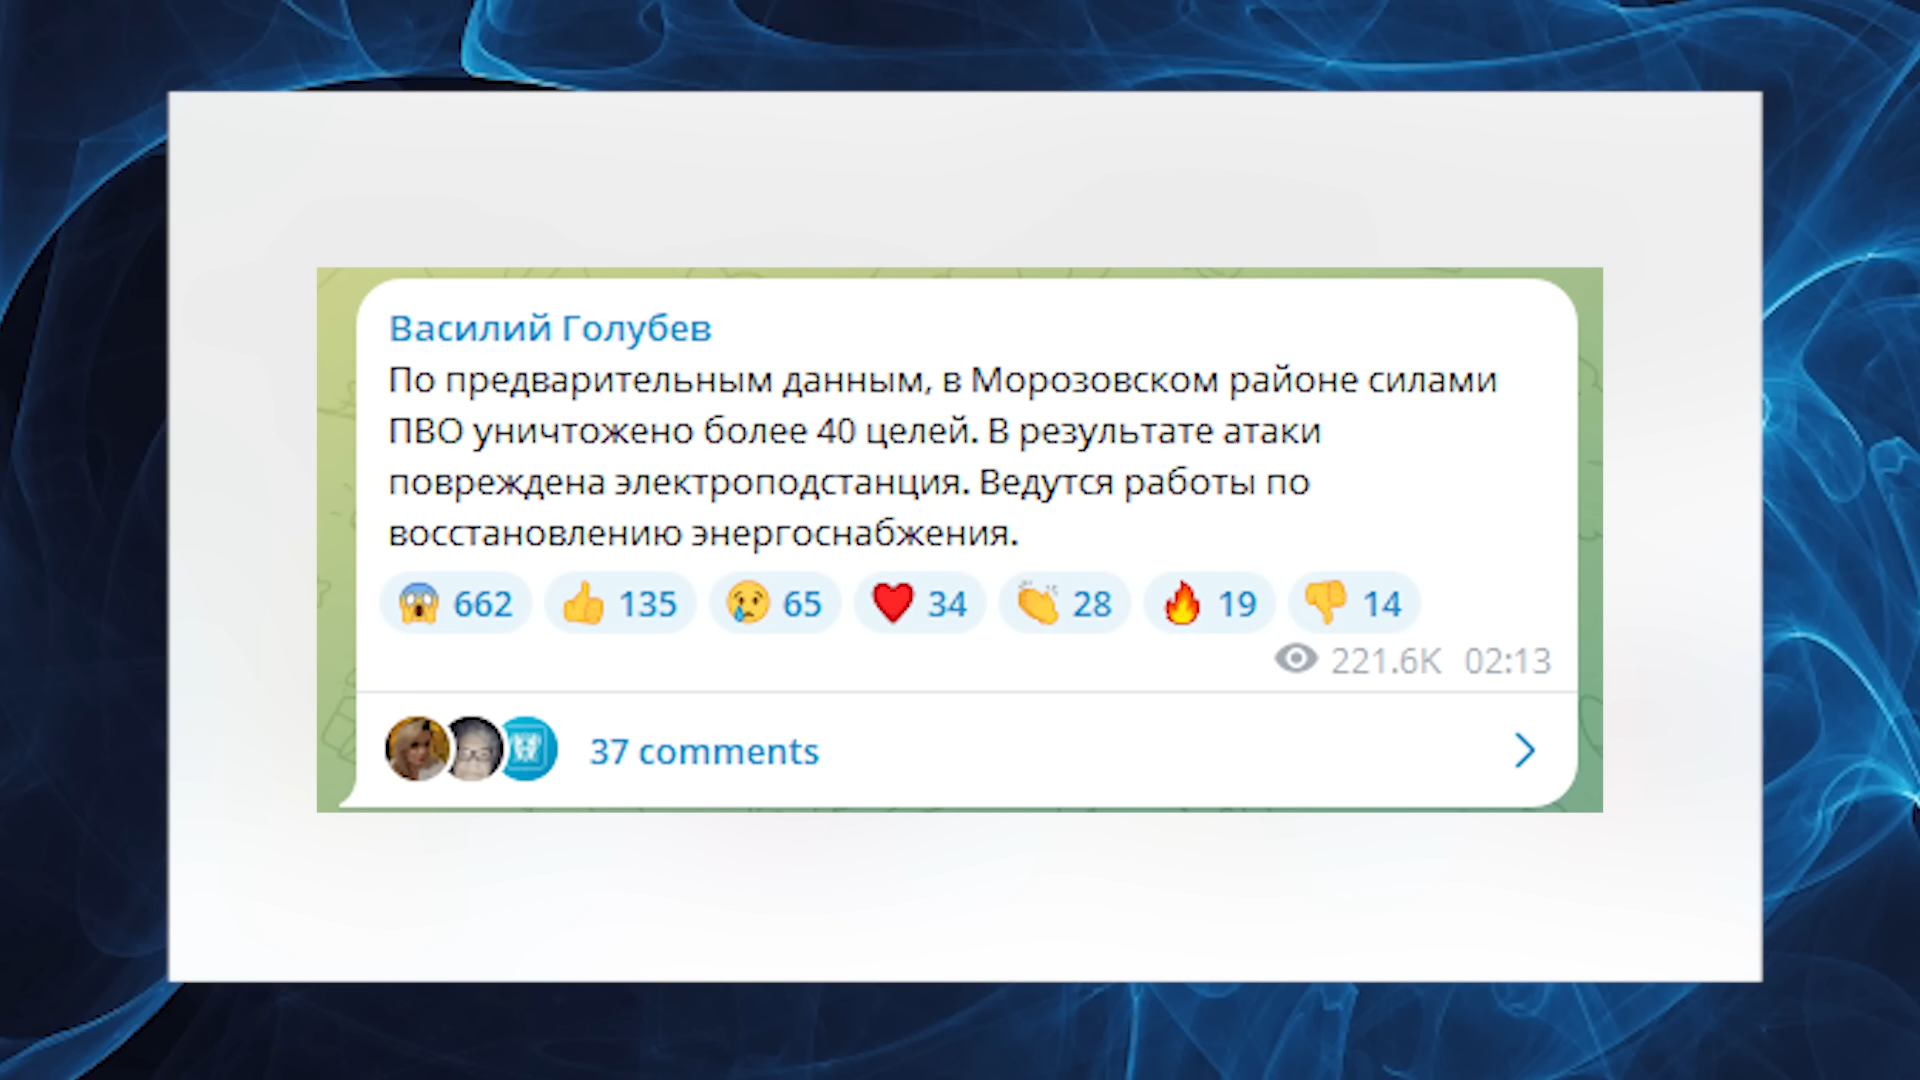 Василий Голубев
По предварительным данным, в Морозовском районе силами
ПВО уничтожено более 40 целей. В результате атаки
повреждена электроподстанция. Ведутся работы по
восстановлению энергоснабжения.
662 135 65 34 28 19 14
221.6K 02:13
37 comments